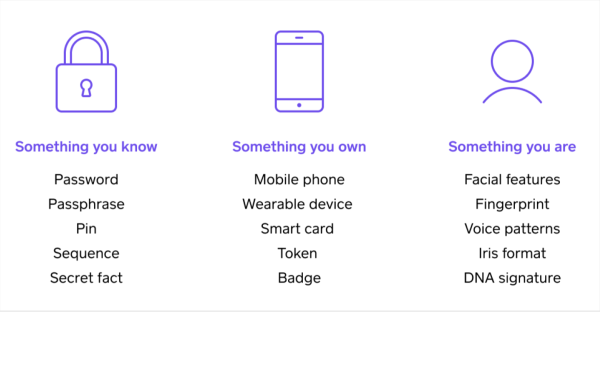 Something you know
Password
Passphrase
Pin
Sequence
Secret fact
Something you own
Mobile phone
Wearable device
Smart card
Token
Badge
Something you are
Facial features
Fingerprint
Voice patterns
Iris format
DNA signature